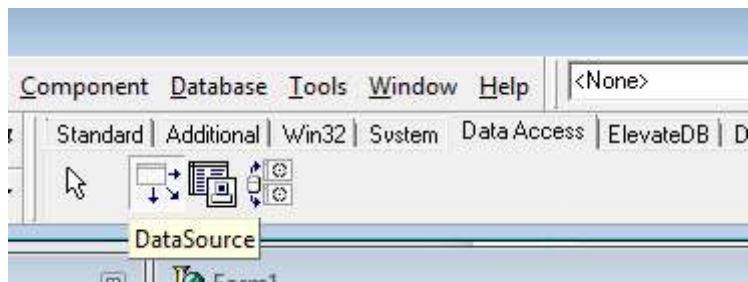 Component Database Tools Window Help <None>
Standard Additional Win32 System Data Access ElevateDB D
DataSource
Form1